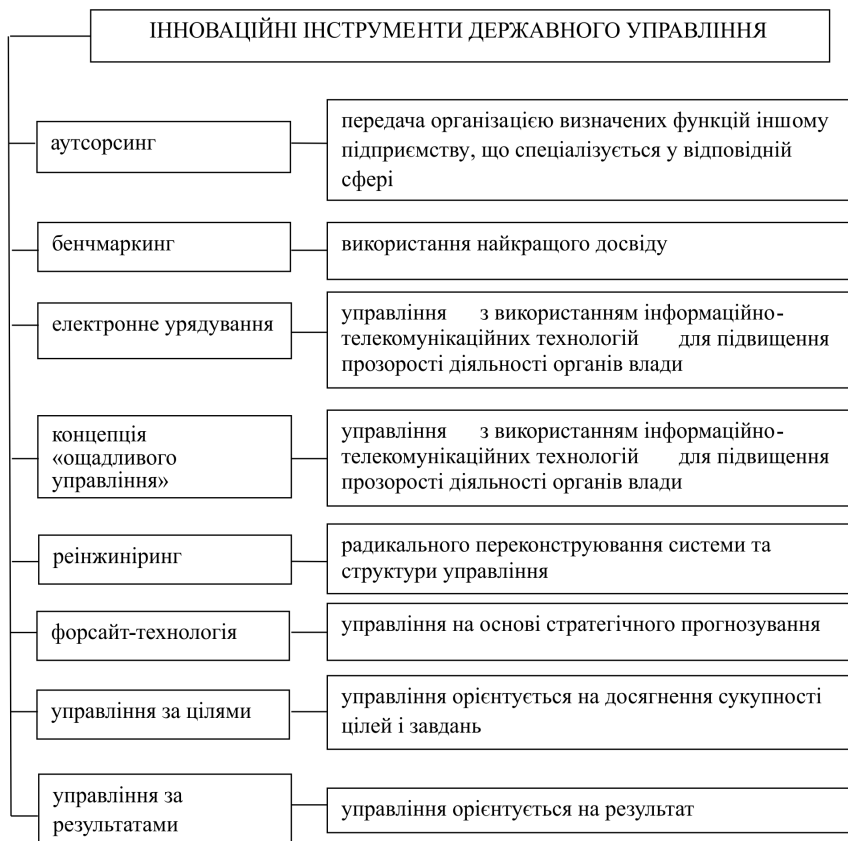 ІННОВАЦІЙНІ ІНСТРУМЕНТИ ДЕРЖАВНОГО УПРАВЛІННЯ
аутсорсинг
передача організацією визначених функцій іншому
підприємству, що спеціалізується у відповідній
сфері
бенчмаркинг
використання найкращого досвіду
електронне урядування
управління з використанням інформаційно-
телекомунікаційних технологій для підвищення
прозорості діяльності органів влади
концепція
«ощадливого
управління»
управління з використанням інформаційно-
телекомунікаційних технологій для підвищення
прозорості діяльності органів влади
реінжиніринг
радикального переконструювання системи та
структури управління
форсайт-технологія
управління на основі стратегічного прогнозування
управління за цілями
управління орієнтується на досягнення сукупності
цілей і завдань
управління за
результатами
управління орієнтується на результат